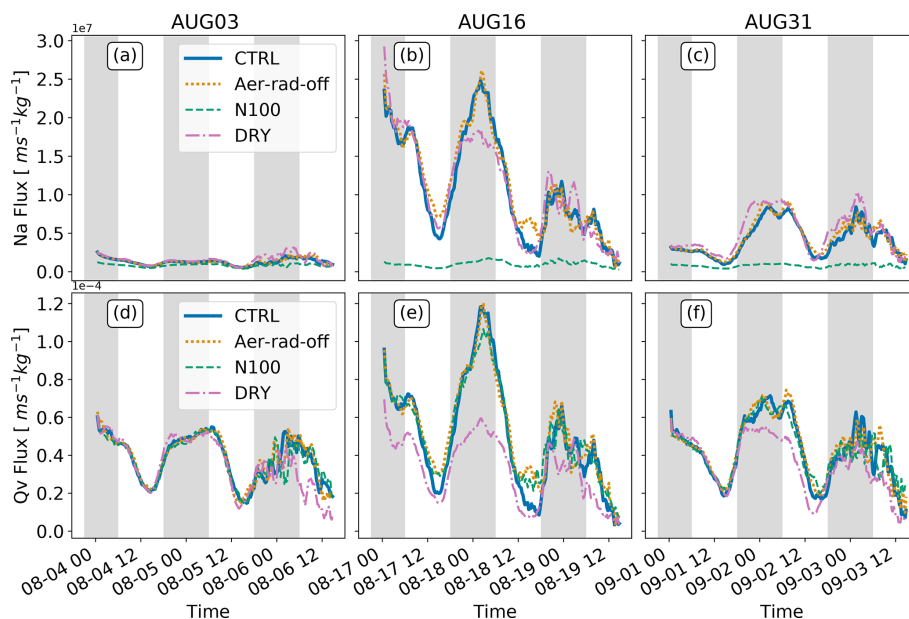 AUG03 AUG16 AUG31
1e7
(a) (b) (c)
CTRL
Aer-rad-off
N100
DRY
3.0
2.5
2.0
1.5
1.0
0.5
0.0
Na Flux [ ms⁻¹kg⁻¹]
1e−4
(d) (e) (f)
CTRL
Aer-rad-off
N100
DRY
1.2
1.0
0.8
0.6
0.4
0.2
0.0
Qv Flux [ ms⁻¹kg⁻¹]
08-04 00 08-04 12 08-05 00 08-05 12 08-06 00 08-06 12
08-17 00 08-17 12 08-18 00 08-18 12 08-19 00 08-19 12
09-01 00 09-01 12 09-02 00 09-02 12 09-03 00 09-03 12
Time Time Time